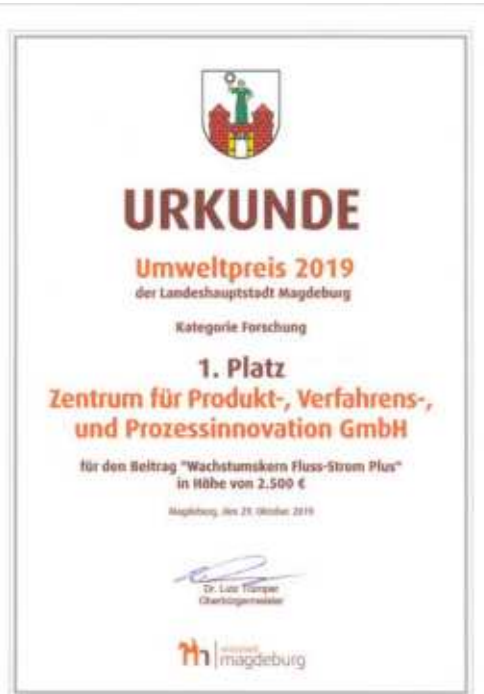 URKUNDE
Umweltpreis 2019
der Landeshauptstadt Magdeburg
Kategorie Forschung
1. Platz
Zentrum für Produkt-, Verfahrens-,
und Prozessinnovation GmbH
für den Beitrag "Wachstumskern Fluss-Strom Plus"
in Höhe von 2.500 €
Magdeburg, den 29. Oktober 2019
Dr. Lutz Trümper
Oberbürgermeister
magdeburg